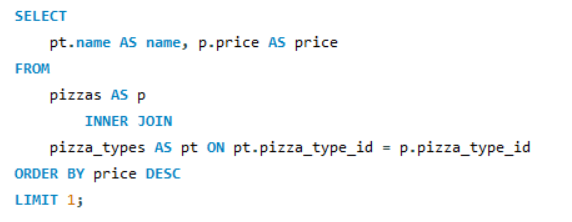 SELECT
pt.name AS name, p.price AS price
FROM
pizzas AS p
INNER JOIN
pizza_types AS pt ON pt.pizza_type_id = p.pizza_type_id
ORDER BY price DESC
LIMIT 1;